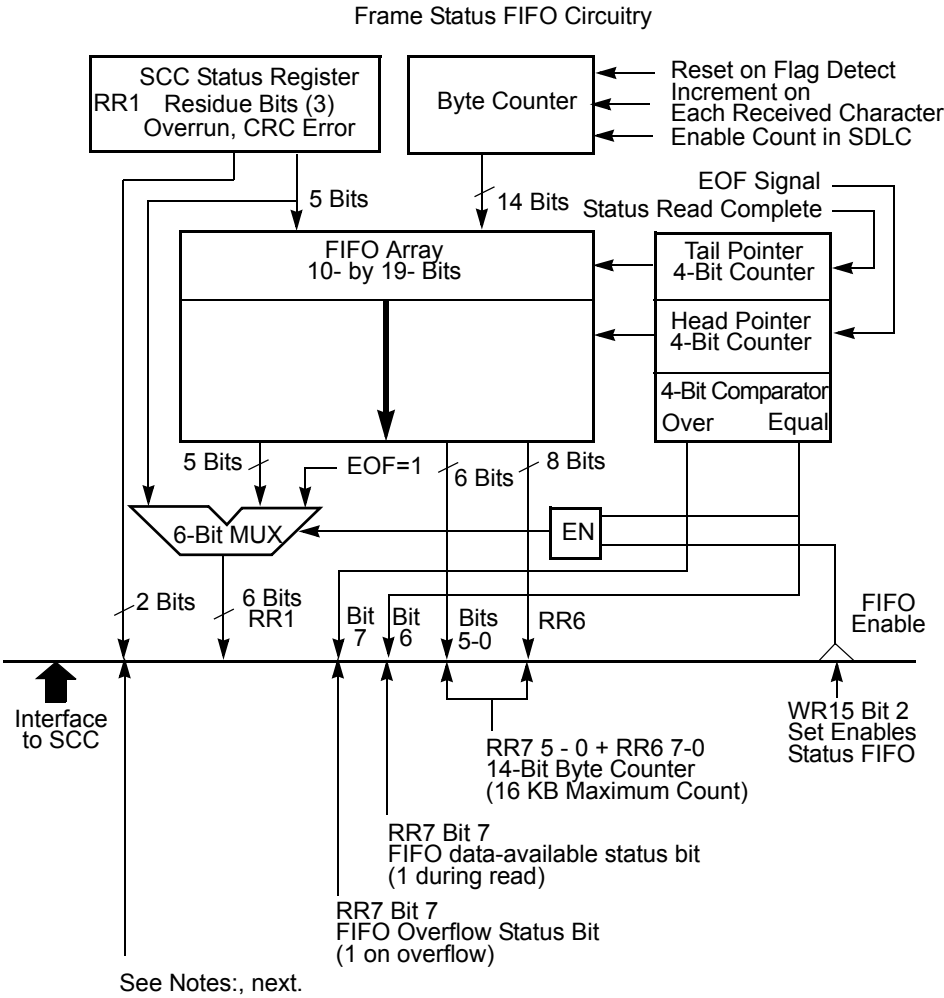 Frame Status FIFO Circuitry
SCC Status Register
RR1
Residue Bits (3)
Overrun, CRC Error
Byte Counter
Reset on Flag Detect
Increment on
Each Received Character
Enable Count in SDLC
EOF Signal
Status Read Complete
5 Bits
14 Bits
FIFO Array
10- by 19- Bits
Tail Pointer
4-Bit Counter
Head Pointer
4-Bit Counter
4-Bit Comparator
Over Equal
5 Bits
EOF=1
6 Bits
8 Bits
6-Bit MUX
EN
2 Bits
6 Bits
RR1
Bit
7
Bit
6
Bits
5-0
RR6
FIFO
Enable
Interface
to SCC
WR15 Bit 2
Set Enables
Status FIFO
RR7 5 - 0 + RR6 7-0
14-Bit Byte Counter
(16 KB Maximum Count)
RR7 Bit 7
FIFO data-available status bit
(1 during read)
RR7 Bit 7
FIFO Overflow Status Bit
(1 on overflow)
See Notes:, next.